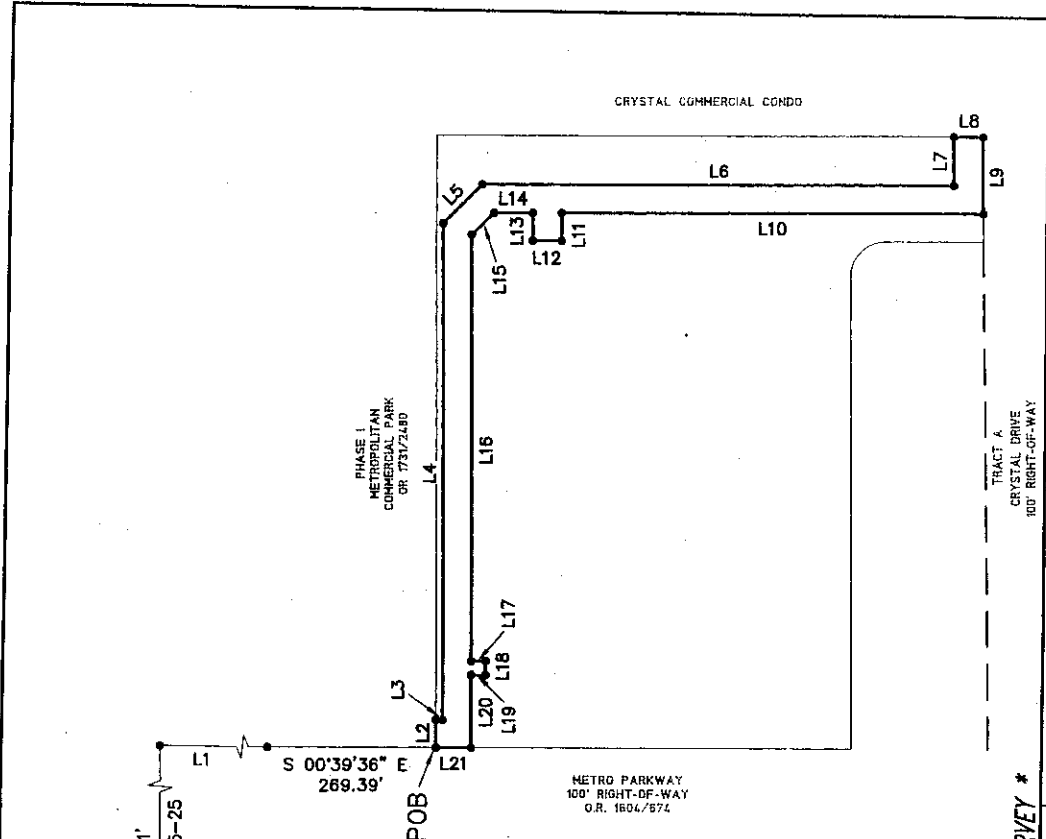 CRYSTAL COMMERCIAL CONDO
L8
L7
L9
L6
L5
L14
L13
L12
L11
L10
L15
PHASE I
METROPOLITAN
COMMERCIAL PARK
OR 1731/2480
L4
L16
TRACT A
CRYSTAL DRIVE
100' RIGHT-OF-WAY
L17
L18
L19
L20
L3
L2
L21
L1
S 00°39'36" E
269.39'
POB
METRO PARKWAY
100' RIGHT-OF-WAY
O.R. 1604/674